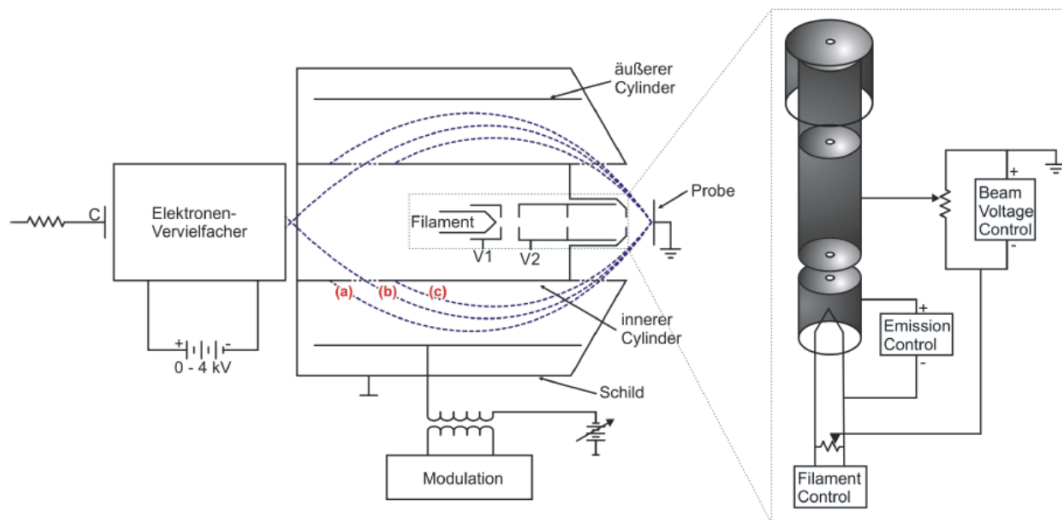 äußerer
Cylinder
C
Elektronen-
Vervielfacher
Filament
V1
V2
Probe
(a)
(b)
(c)
innerer
Cylinder
+
-
0 - 4 kV
Schild
Modulation
+
Beam
Voltage
Control
-
+
Emission
Control
-
Filament
Control